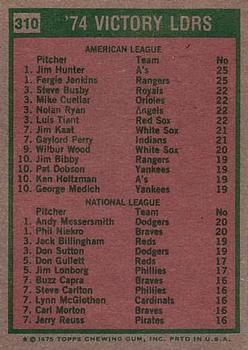 310
'74 VICTORY LDRS
AMERICAN LEAGUE
Pitcher Team No
1. Jim Hunter A's 25
1. Fergie Jenkins Rangers 25
3. Steve Busby Royals 22
3. Mike Cuellar Orioles 22
3. Nolan Ryan Angels 22
3. Luis Tiant Red Sox 22
7. Jim Kaat White Sox 21
7. Gaylord Perry Indians 21
9. Wilbur Wood White Sox 20
10. Jim Bibby Rangers 19
10. Pat Dobson Yankees 19
10. Ken Holtzman A's 19
10. George Medich Yankees 19
NATIONAL LEAGUE
Pitcher Team No
1. Andy Messersmith Dodgers 20
1. Phil Niekro Braves 20
3. Jack Billingham Reds 19
3. Don Sutton Dodgers 19
5. Don Gullett Reds 17
5. Jim Lonborg Phillies 17
7. Buzz Capra Braves 16
7. Steve Carlton Phillies 16
7. Lynn McGlothen Cardinals 16
7. Carl Morton Braves 16
7. Jerry Reuss Pirates 16
© 1975 TOPPS CHEWING GUM, INC. PRTD IN U.S.A.